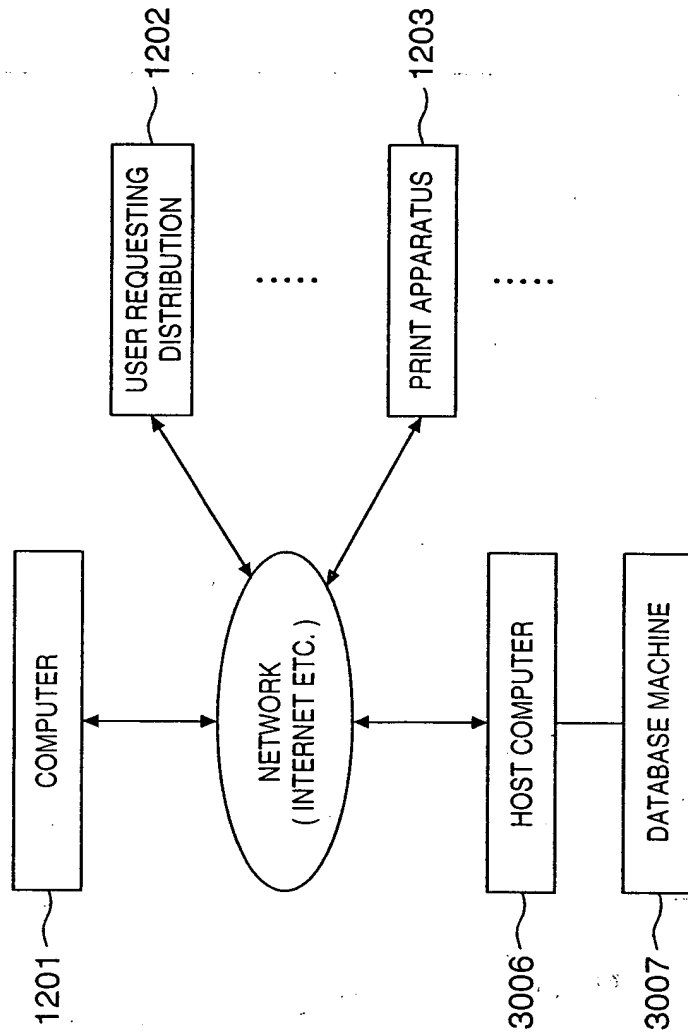 1201
COMPUTER
NETWORK
( INTERNET ETC. )
USER REQUESTING
DISTRIBUTION
1202
PRINT APPARATUS
1203
HOST COMPUTER
3006
DATABASE MACHINE
3007